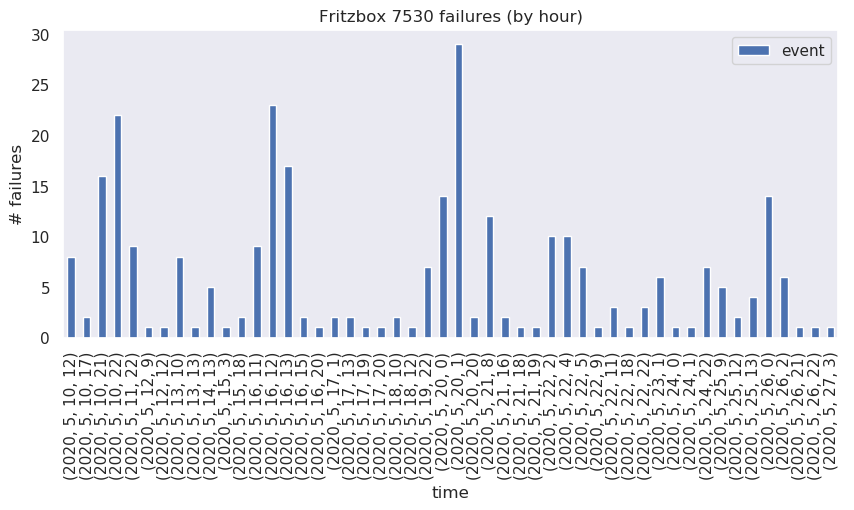 Fritzbox 7530 failures (by hour)
event
# failures
30
25
20
15
10
5
0
(2020, 5, 10, 12)
(2020, 5, 10, 17)
(2020, 5, 10, 21)
(2020, 5, 10, 22)
(2020, 5, 11, 22)
(2020, 5, 12, 9)
(2020, 5, 12, 12)
(2020, 5, 13, 10)
(2020, 5, 13, 13)
(2020, 5, 14, 13)
(2020, 5, 15, 3)
(2020, 5, 15, 18)
(2020, 5, 16, 11)
(2020, 5, 16, 12)
(2020, 5, 16, 13)
(2020, 5, 16, 15)
(2020, 5, 16, 20)
(2020, 5, 17, 1)
(2020, 5, 17, 13)
(2020, 5, 17, 19)
(2020, 5, 17, 20)
(2020, 5, 18, 10)
(2020, 5, 18, 12)
(2020, 5, 19, 22)
(2020, 5, 20, 0)
(2020, 5, 20, 1)
(2020, 5, 20, 20)
(2020, 5, 21, 8)
(2020, 5, 21, 16)
(2020, 5, 21, 18)
(2020, 5, 21, 19)
(2020, 5, 22, 2)
(2020, 5, 22, 4)
(2020, 5, 22, 5)
(2020, 5, 22, 9)
(2020, 5, 22, 11)
(2020, 5, 22, 18)
(2020, 5, 22, 22)
(2020, 5, 23, 1)
(2020, 5, 24, 0)
(2020, 5, 24, 1)
(2020, 5, 24, 22)
(2020, 5, 25, 9)
(2020, 5, 25, 12)
(2020, 5, 25, 13)
(2020, 5, 26, 0)
(2020, 5, 26, 2)
(2020, 5, 26, 21)
(2020, 5, 26, 22)
(2020, 5, 27, 3)
time